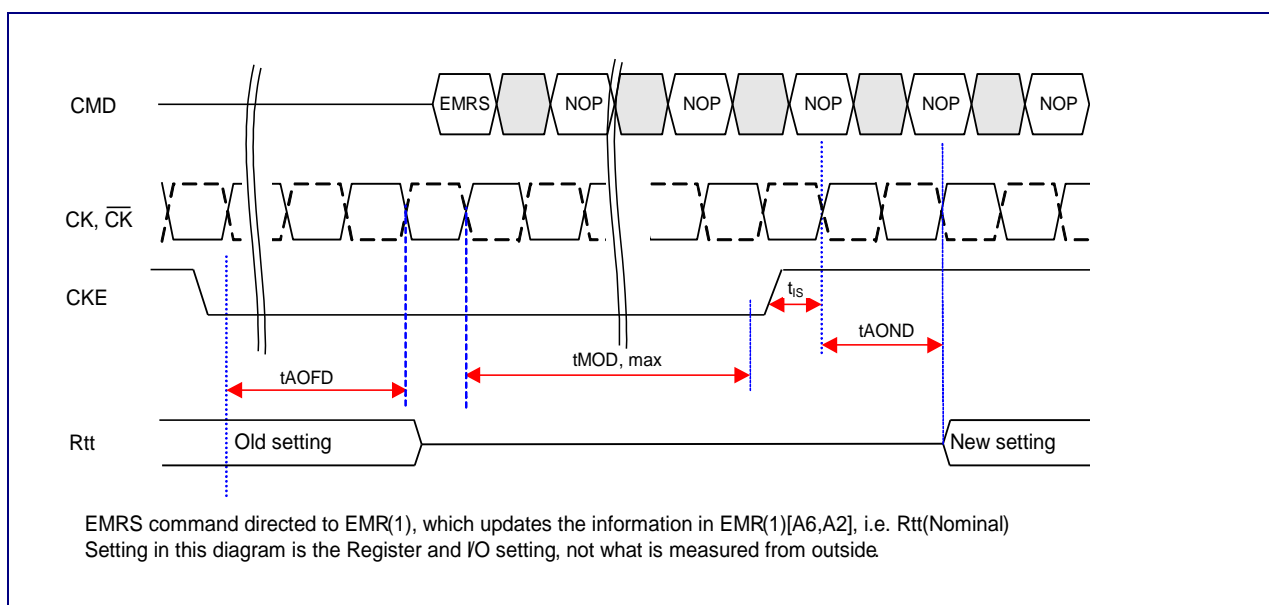 CMD
EMRS NOP NOP NOP NOP NOP
CK, C̅K̅
CKE
tIS
tAOND
tMOD, max
tAOFD
Rtt
Old setting
New setting
EMRS command directed to EMR(1), which updates the information in EMR(1)[A6,A2], i.e. Rtt(Nominal)
Setting in this diagram is the Register and I/O setting, not what is measured from outside.